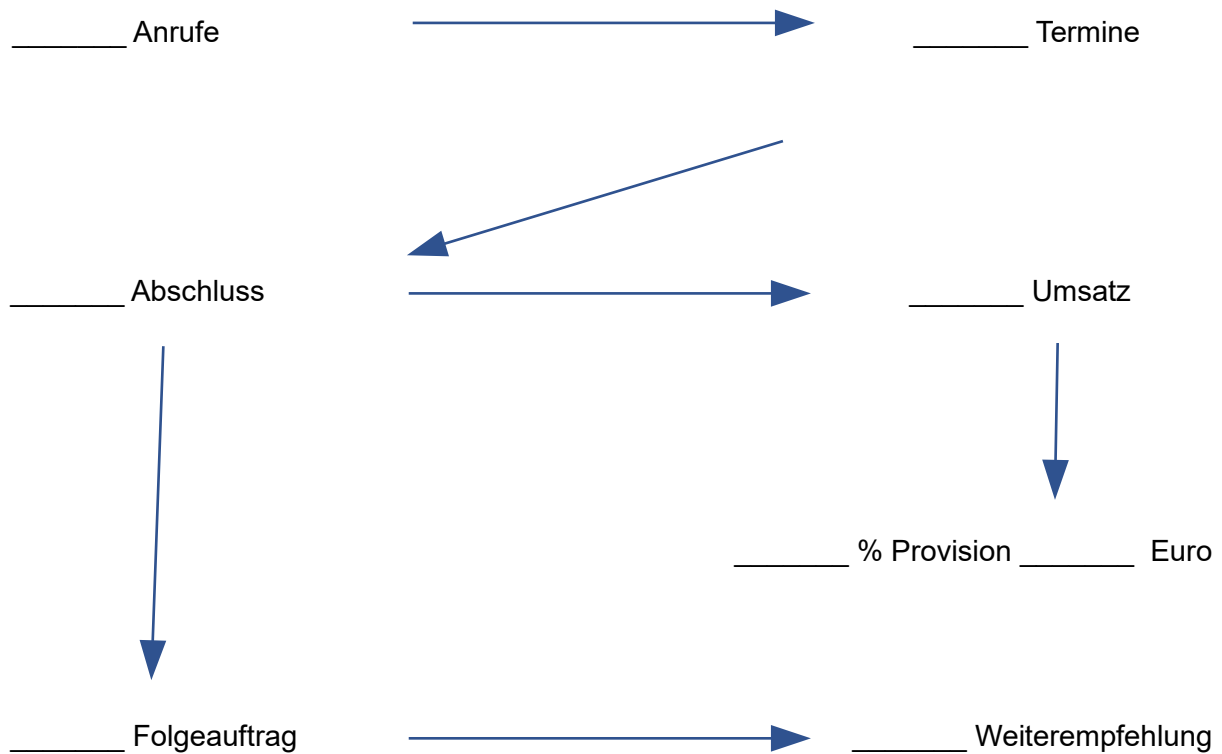 _______ Anrufe
_______ Termine
_______ Abschluss
_______ Umsatz
_______ % Provision _______ Euro
_______ Folgeauftrag
_______ Weiterempfehlung